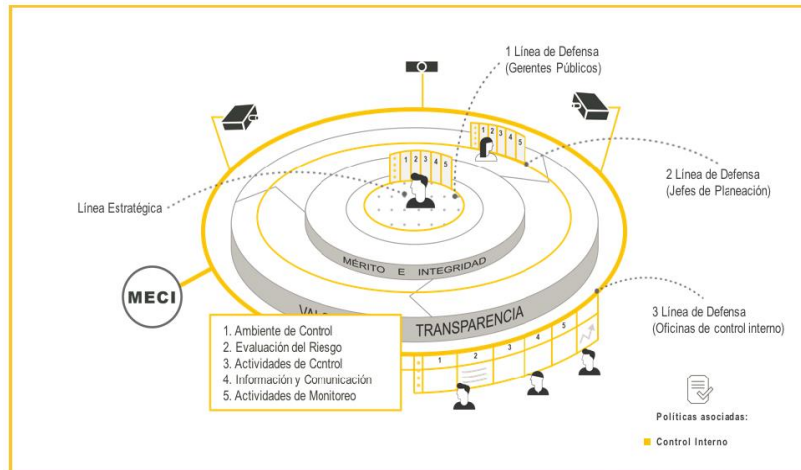 1 Línea de Defensa
(Gerentes Públicos)
1 2 3 4 5
1 2 3 4 5
2 Línea de Defensa
(Jefes de Planeación)
Línea Estratégica
MÉRITO E INTEGRIDAD
MECI
TRANSPARENCIA
3 Línea de Defensa
(Oficinas de control interno)
1. Ambiente de Control
2. Evaluación del Riesgo
3. Actividades de Control
4. Información y Comunicación
5. Actividades de Monitoreo
1 2 3 4 5
Políticas asociadas:
Control Interno